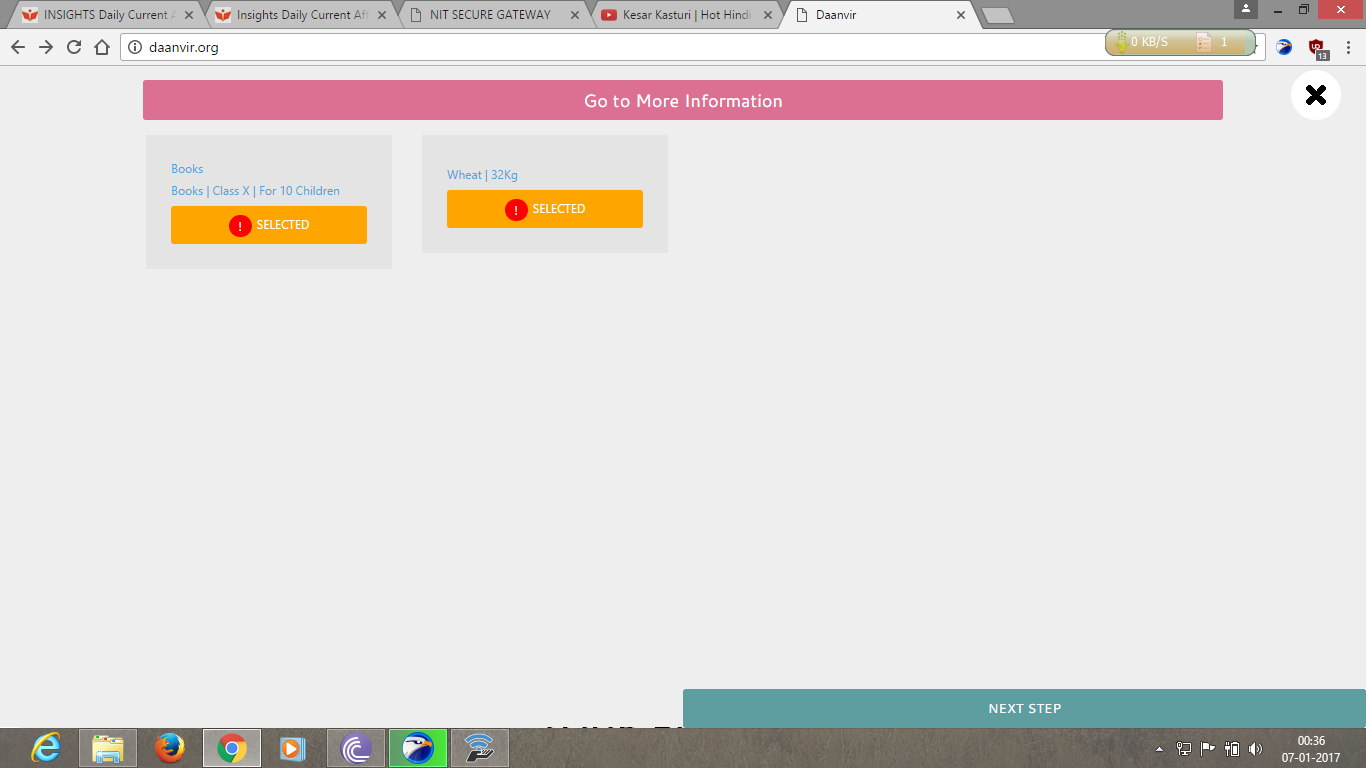 INSIGHTS Daily Current A
Insights Daily Current Aff
NIT SECURE GATEWAY
Kesar Kasturi | Hot Hindi
Daanvir
daanvir.org
0 KB/S
1
13
Go to More Information
Books
Books | Class X | For 10 Children
! SELECTED
Wheat | 32Kg
! SELECTED
NEXT STEP
00:36
07-01-2017